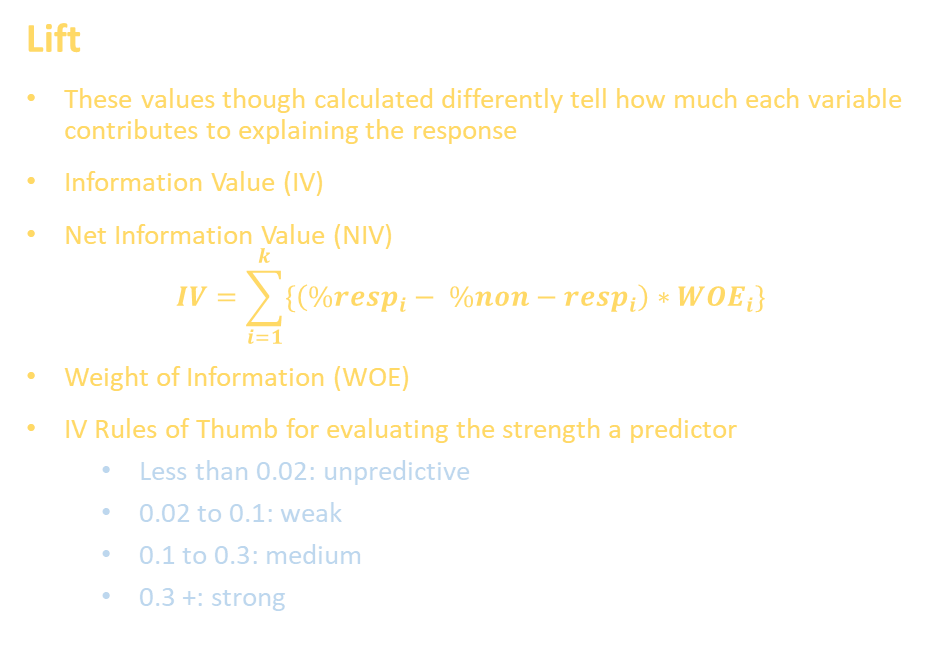 Lift
• These values though calculated differently tell how much each variable
contributes to explaining the response
• Information Value (IV)
• Net Information Value (NIV)
k
IV = ∑{(%resp_i − %non − resp_i) ∗ WOE_i}
i=1
• Weight of Information (WOE)
• IV Rules of Thumb for evaluating the strength a predictor
• Less than 0.02: unpredictive
• 0.02 to 0.1: weak
• 0.1 to 0.3: medium
• 0.3 +: strong